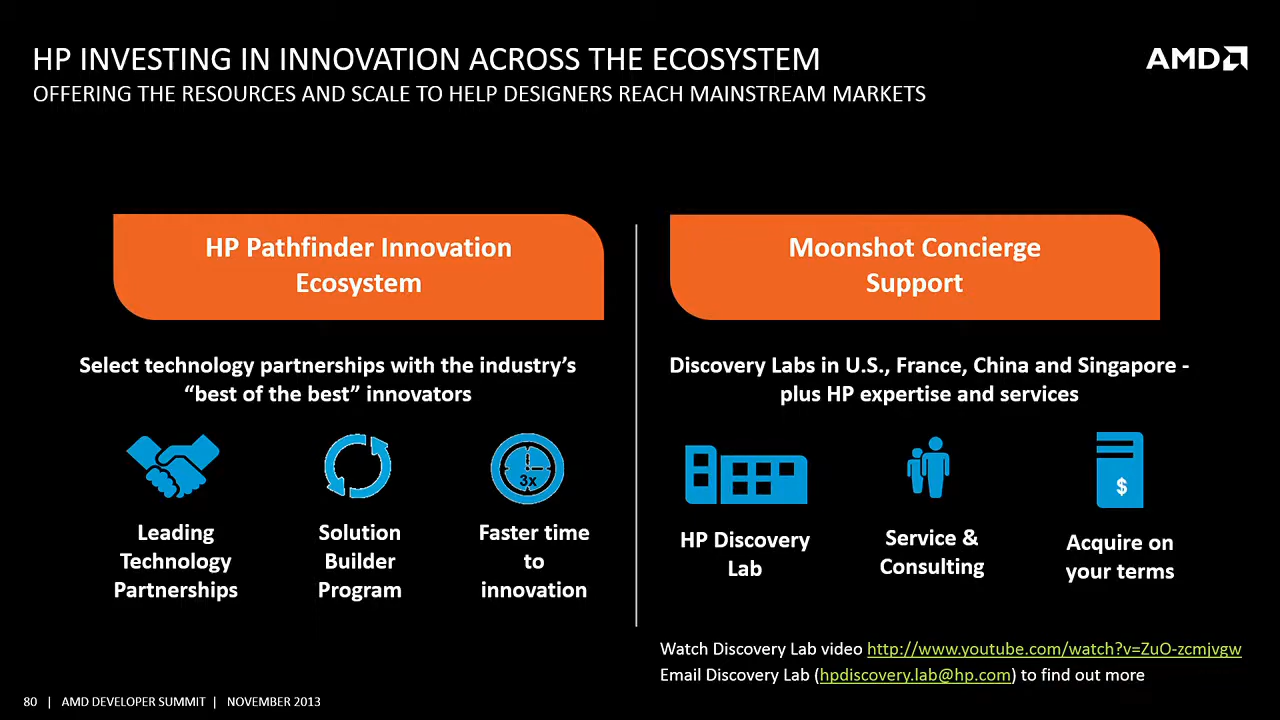 HP INVESTING IN INNOVATION ACROSS THE ECOSYSTEM
OFFERING THE RESOURCES AND SCALE TO HELP DESIGNERS REACH MAINSTREAM MARKETS
AMD
HP Pathfinder Innovation
Ecosystem
Select technology partnerships with the industry's
“best of the best” innovators
3x
Leading
Technology
Partnerships
Solution
Builder
Program
Faster time
to
innovation
Moonshot Concierge
Support
Discovery Labs in U.S., France, China and Singapore -
plus HP expertise and services
$
HP Discovery
Lab
Service &
Consulting
Acquire on
your terms
Watch Discovery Lab video http://www.youtube.com/watch?v=ZuO-zcmjvgw
Email Discovery Lab (hpdiscovery.lab@hp.com) to find out more
80 | AMD DEVELOPER SUMMIT | NOVEMBER 2013